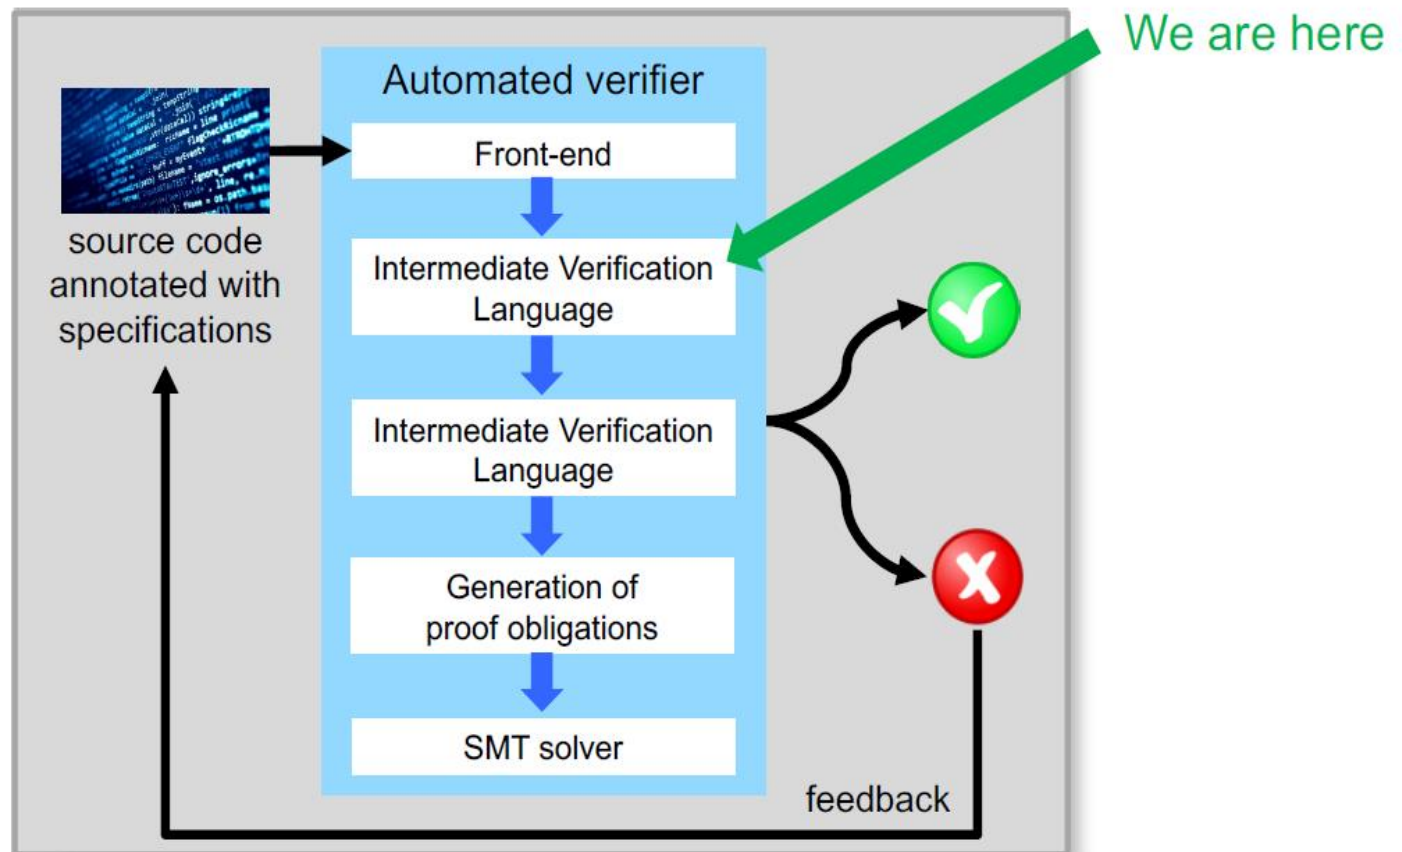 We are here
Automated verifier
Front-end
source code
annotated with
specifications
Intermediate Verification
Language
Intermediate Verification
Language
Generation of
proof obligations
SMT solver
feedback